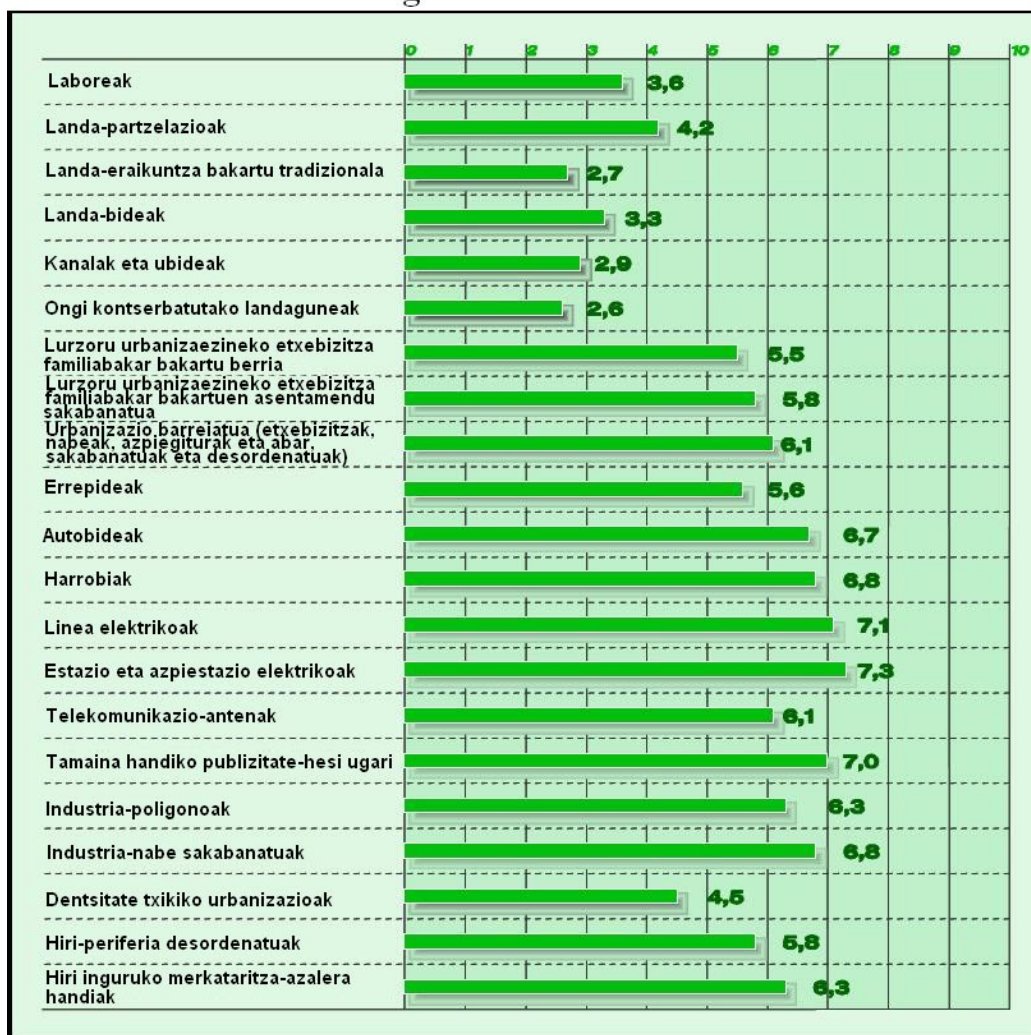 0 1 2 3 4 5 6 7 8 9 10
Laboreak 3,6
Landa-partzelazioak 4,2
Landa-eraikuntza bakartu tradizionala 2,7
Landa-bideak 3,3
Kanalak eta ubideak 2,9
Ongi kontserbatutako landaguneak 2,6
Lurzoru urbanizaezineko etxebizitza
familiabakar bakartu berria 5,5
Lurzoru urbanizaezineko etxebizitza
familiabakar bakartuen asentamendu 5,8
sakabanatua
Urbanizazio barreiatua (etxebizitzak,
nabeak, azpiegiturak eta abar, 6,1
sakabanatuak eta desordenatuak)
Errepideak 5,6
Autobideak 6,7
Harrobiak 6,8
Linea elektrikoak 7,1
Estazio eta azpiestazio elektrikoak 7,3
Telekomunikazio-antenak 6,1
Tamaina handiko publizitate-hesi ugari 7,0
Industria-poligonoak 6,3
Industria-nabe sakabanatuak 6,8
Dentsitate txikiko urbanizazioak 4,5
Hiri-periferia desordenatuak 5,8
Hiri inguruko merkataritza-azalera
handiak 6,3